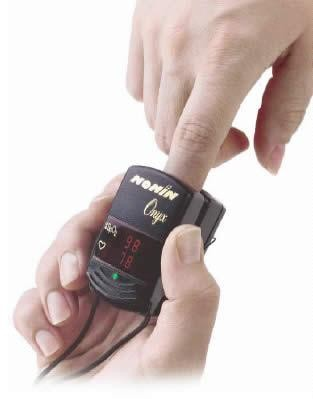 NONIN
Onyx
%SpO₂ 98
♡ 78